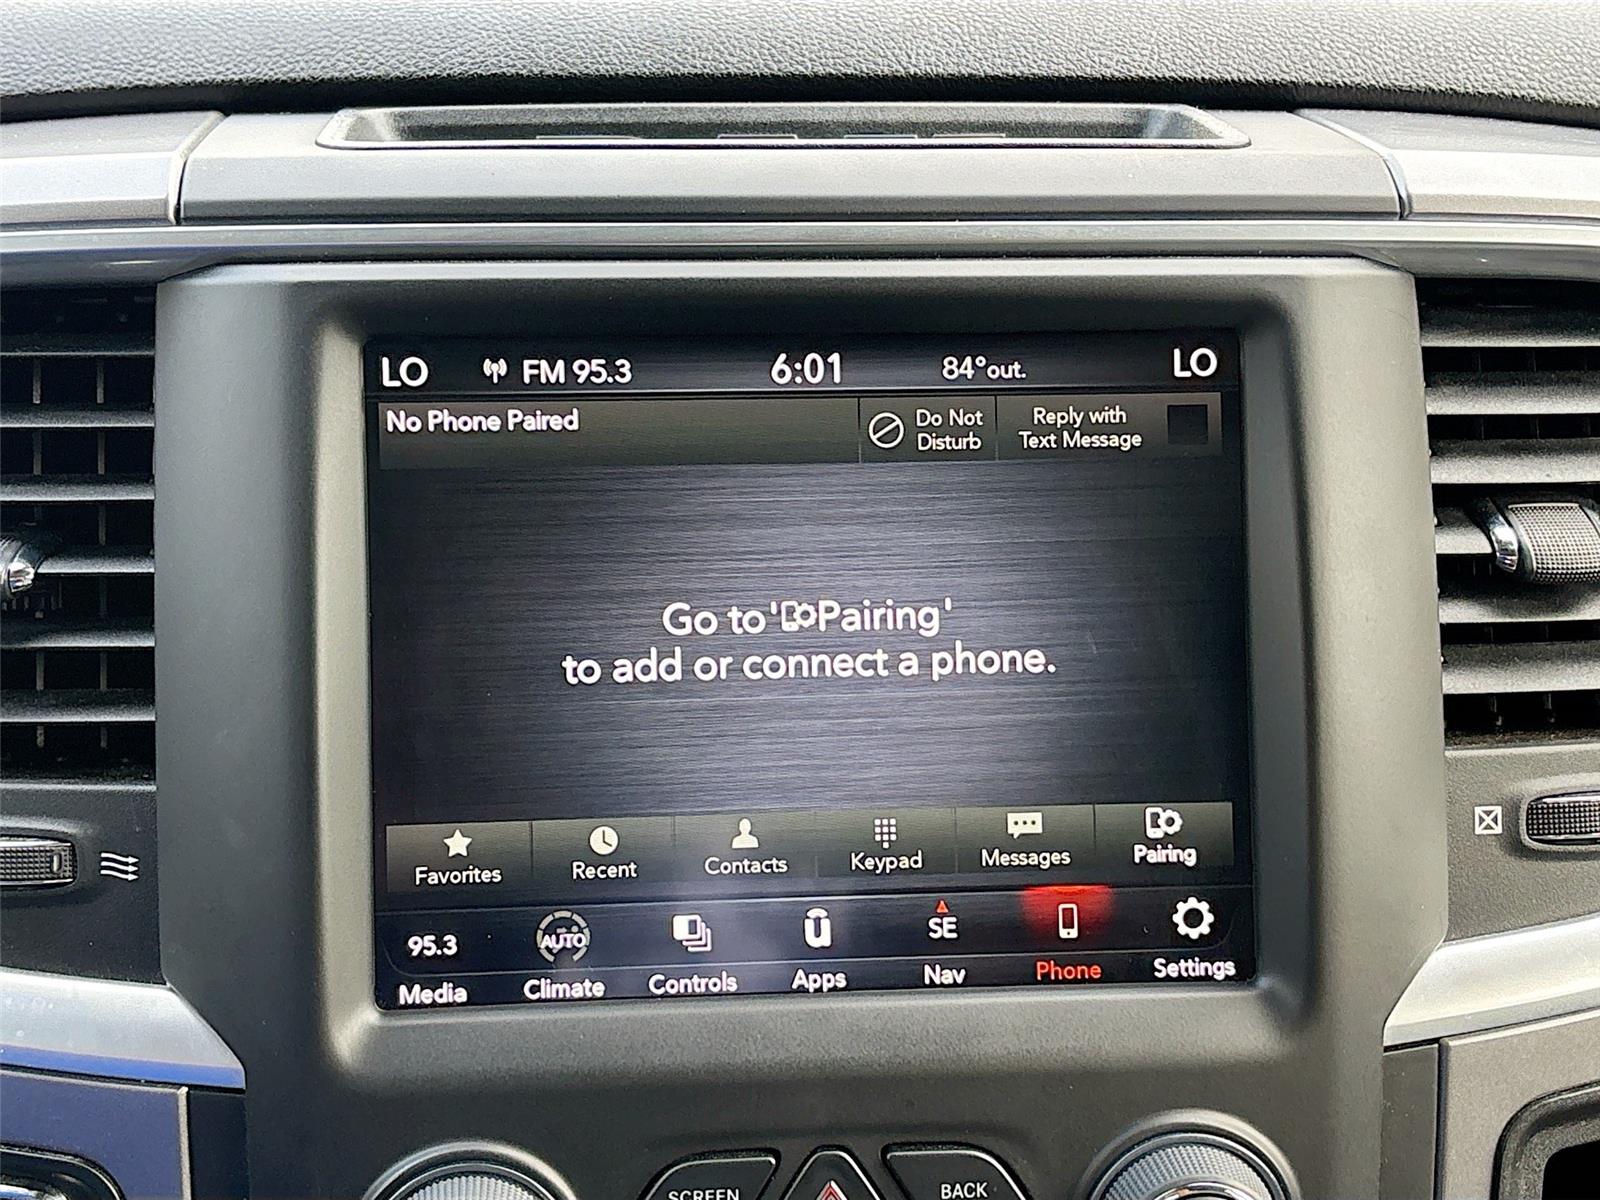 LO FM 95.3 6:01 84°out. LO
No Phone Paired
Do Not
Disturb
Reply with
Text Message
Go to 'Pairing'
to add or connect a phone.
Favorites Recent Contacts Keypad Messages Pairing
95.3 AUTO SE
Media Climate Controls Apps Nav Phone Settings
SCREEN BACK